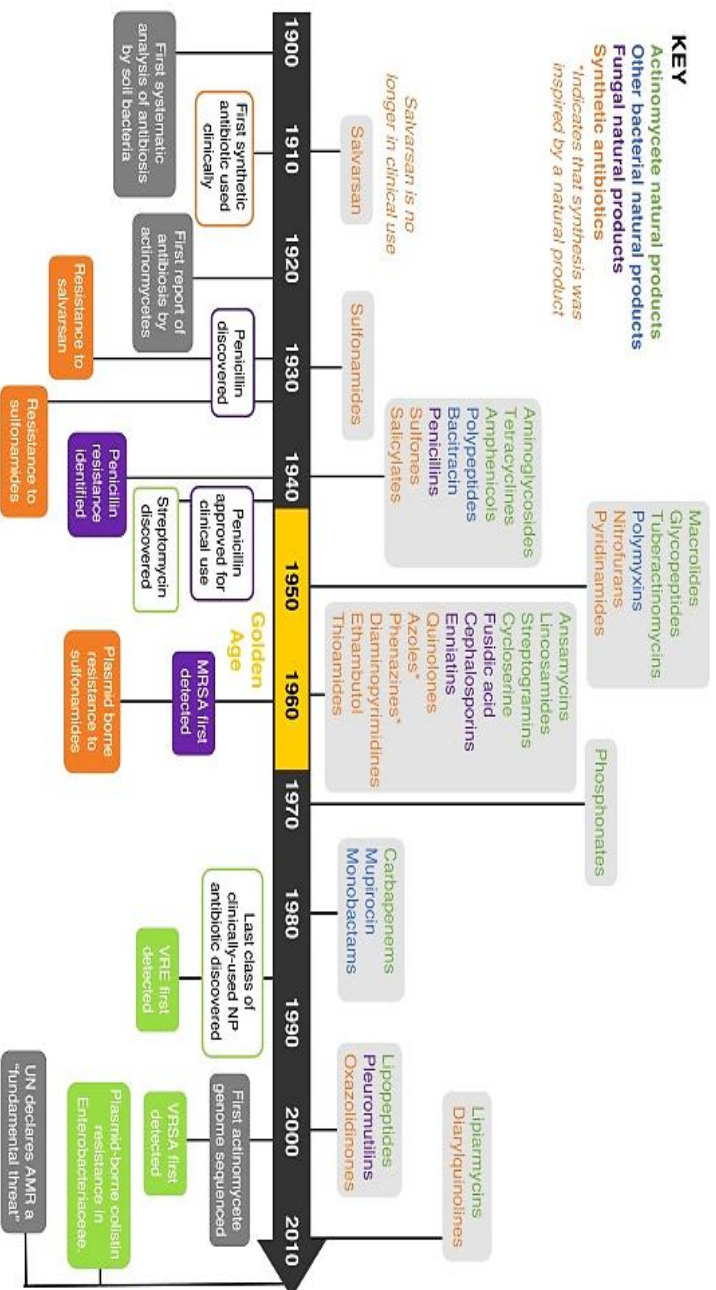 KEY
Actinomycete natural products
Other bacterial natural products
Fungal natural products
Synthetic antibiotics
*Indicates that synthesis was
inspired by a natural product
Salvarsan is no
longer in clinical use
Salvarsan
Sulfonamides
Aminoglycosides
Tetracyclines
Amphenicols
Polypeptides
Bacitracin
Penicillins
Sulfones
Salicylates
Macrolides
Glycopeptides
Tuberactinomycins
Polymyxins
Nitrofurans
Pyridinamides
Ansamycins
Lincosamides
Streptogramins
Cycloserine
Fusidic acid
Cephalosporins
Enniatins
Quinolones
Azoles*
Phenazines*
Diaminopyrimidines
Ethambutol
Thioamides
Phosphonates
Carbapenems
Mupirocin
Monobactams
Lipopeptides
Pleuromutilins
Oxazolidinones
Lipiarmycins
Diarylquinolines
1900
1910
1920
1930
1940
1950
1960
1970
1980
1990
2000
2010
Golden
Age
First systematic
analysis of antibiosis
by soil bacteria
First synthetic
antibiotic used
clinically
First report of
antibiosis by
actinomycetes
Resistance to
salvarsan
Penicillin
discovered
Resistance to
sulfonamides
Penicillin
resistance
identified
Penicillin
approved for
clinical use
Streptomycin
discovered
MRSA first
detected
Plasmid borne
resistance to
sulfonamides
Last class of
clinically-used NP
antibiotic discovered
VRE first
detected
First actinomycete
genome sequenced
VRSA first
detected
Plasmid-borne colistin
resistance in
Enterobacteriaceae.
UN declares AMR a
"fundamental threat"